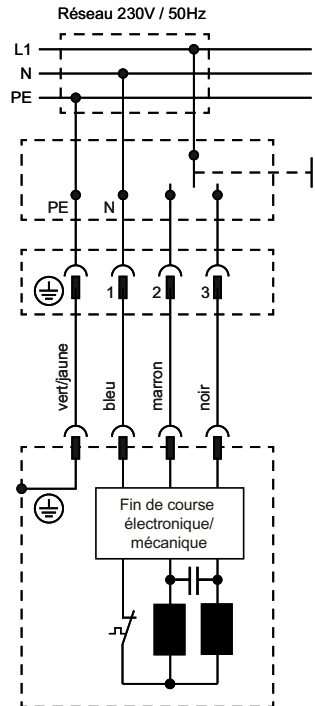 Réseau 230V / 50Hz
L1
N
PE
PE
N
1
2
3
vert/jaune
bleu
marron
noir
Fin de course
électronique/
mécanique